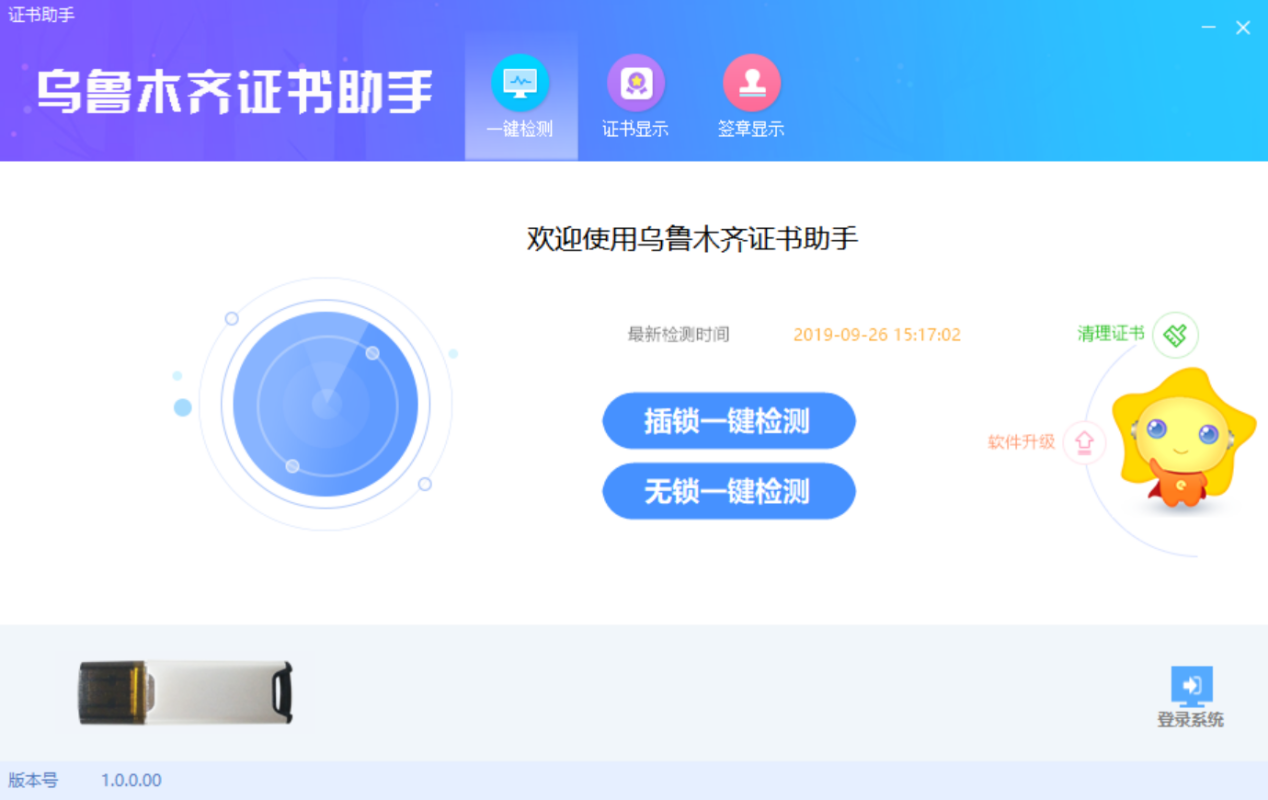 证书助手
乌鲁木齐证书助手
一键检测
证书显示
签章显示
欢迎使用乌鲁木齐证书助手
最新检测时间 2019-09-26 15:17:02
清理证书
插锁一键检测
软件升级
无锁一键检测
登录系统
版本号 1.0.0.00